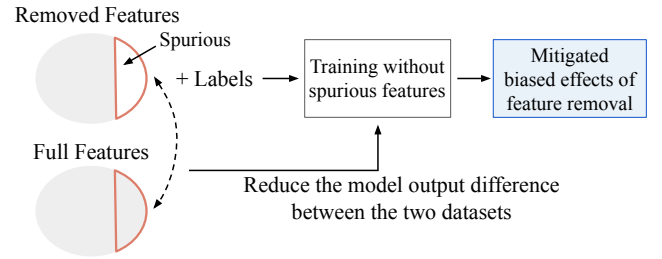 Removed Features
Spurious
+ Labels
Training without
spurious features
Mitigated
biased effects of
feature removal
Full Features
Reduce the model output difference
between the two datasets